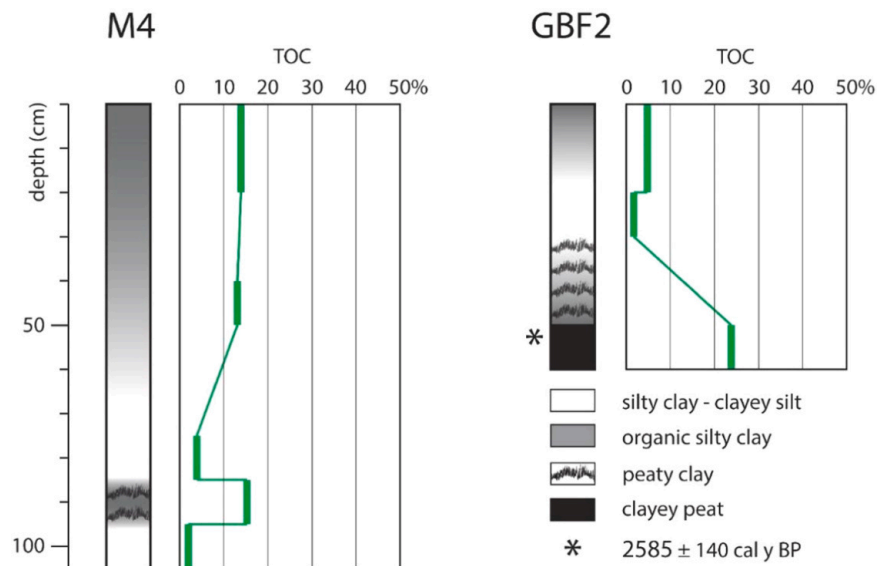 M4
TOC
0 10 20 30 40 50%
depth (cm)
50
100
GBF2
TOC
0 10 20 30 40 50%
*
silty clay - clayey silt
organic silty clay
peaty clay
clayey peat
* 2585 ± 140 cal y BP